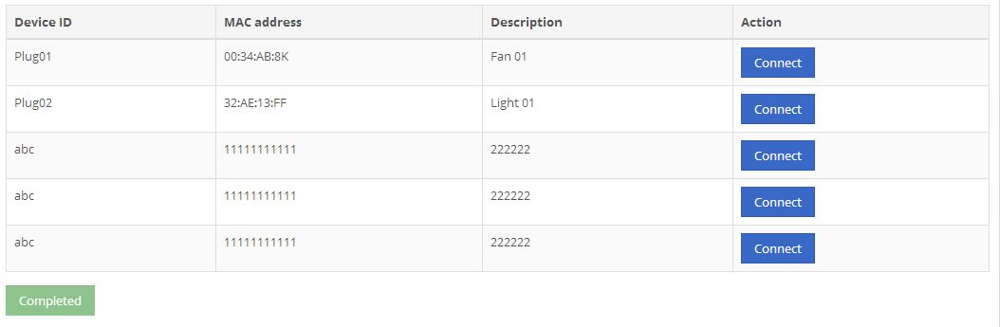 Device ID MAC address Description Action
Plug01 00:34:AB:8K Fan 01 Connect
Plug02 32:AE:13:FF Light 01 Connect
abc 11111111111 222222 Connect
abc 11111111111 222222 Connect
abc 11111111111 222222 Connect
Completed